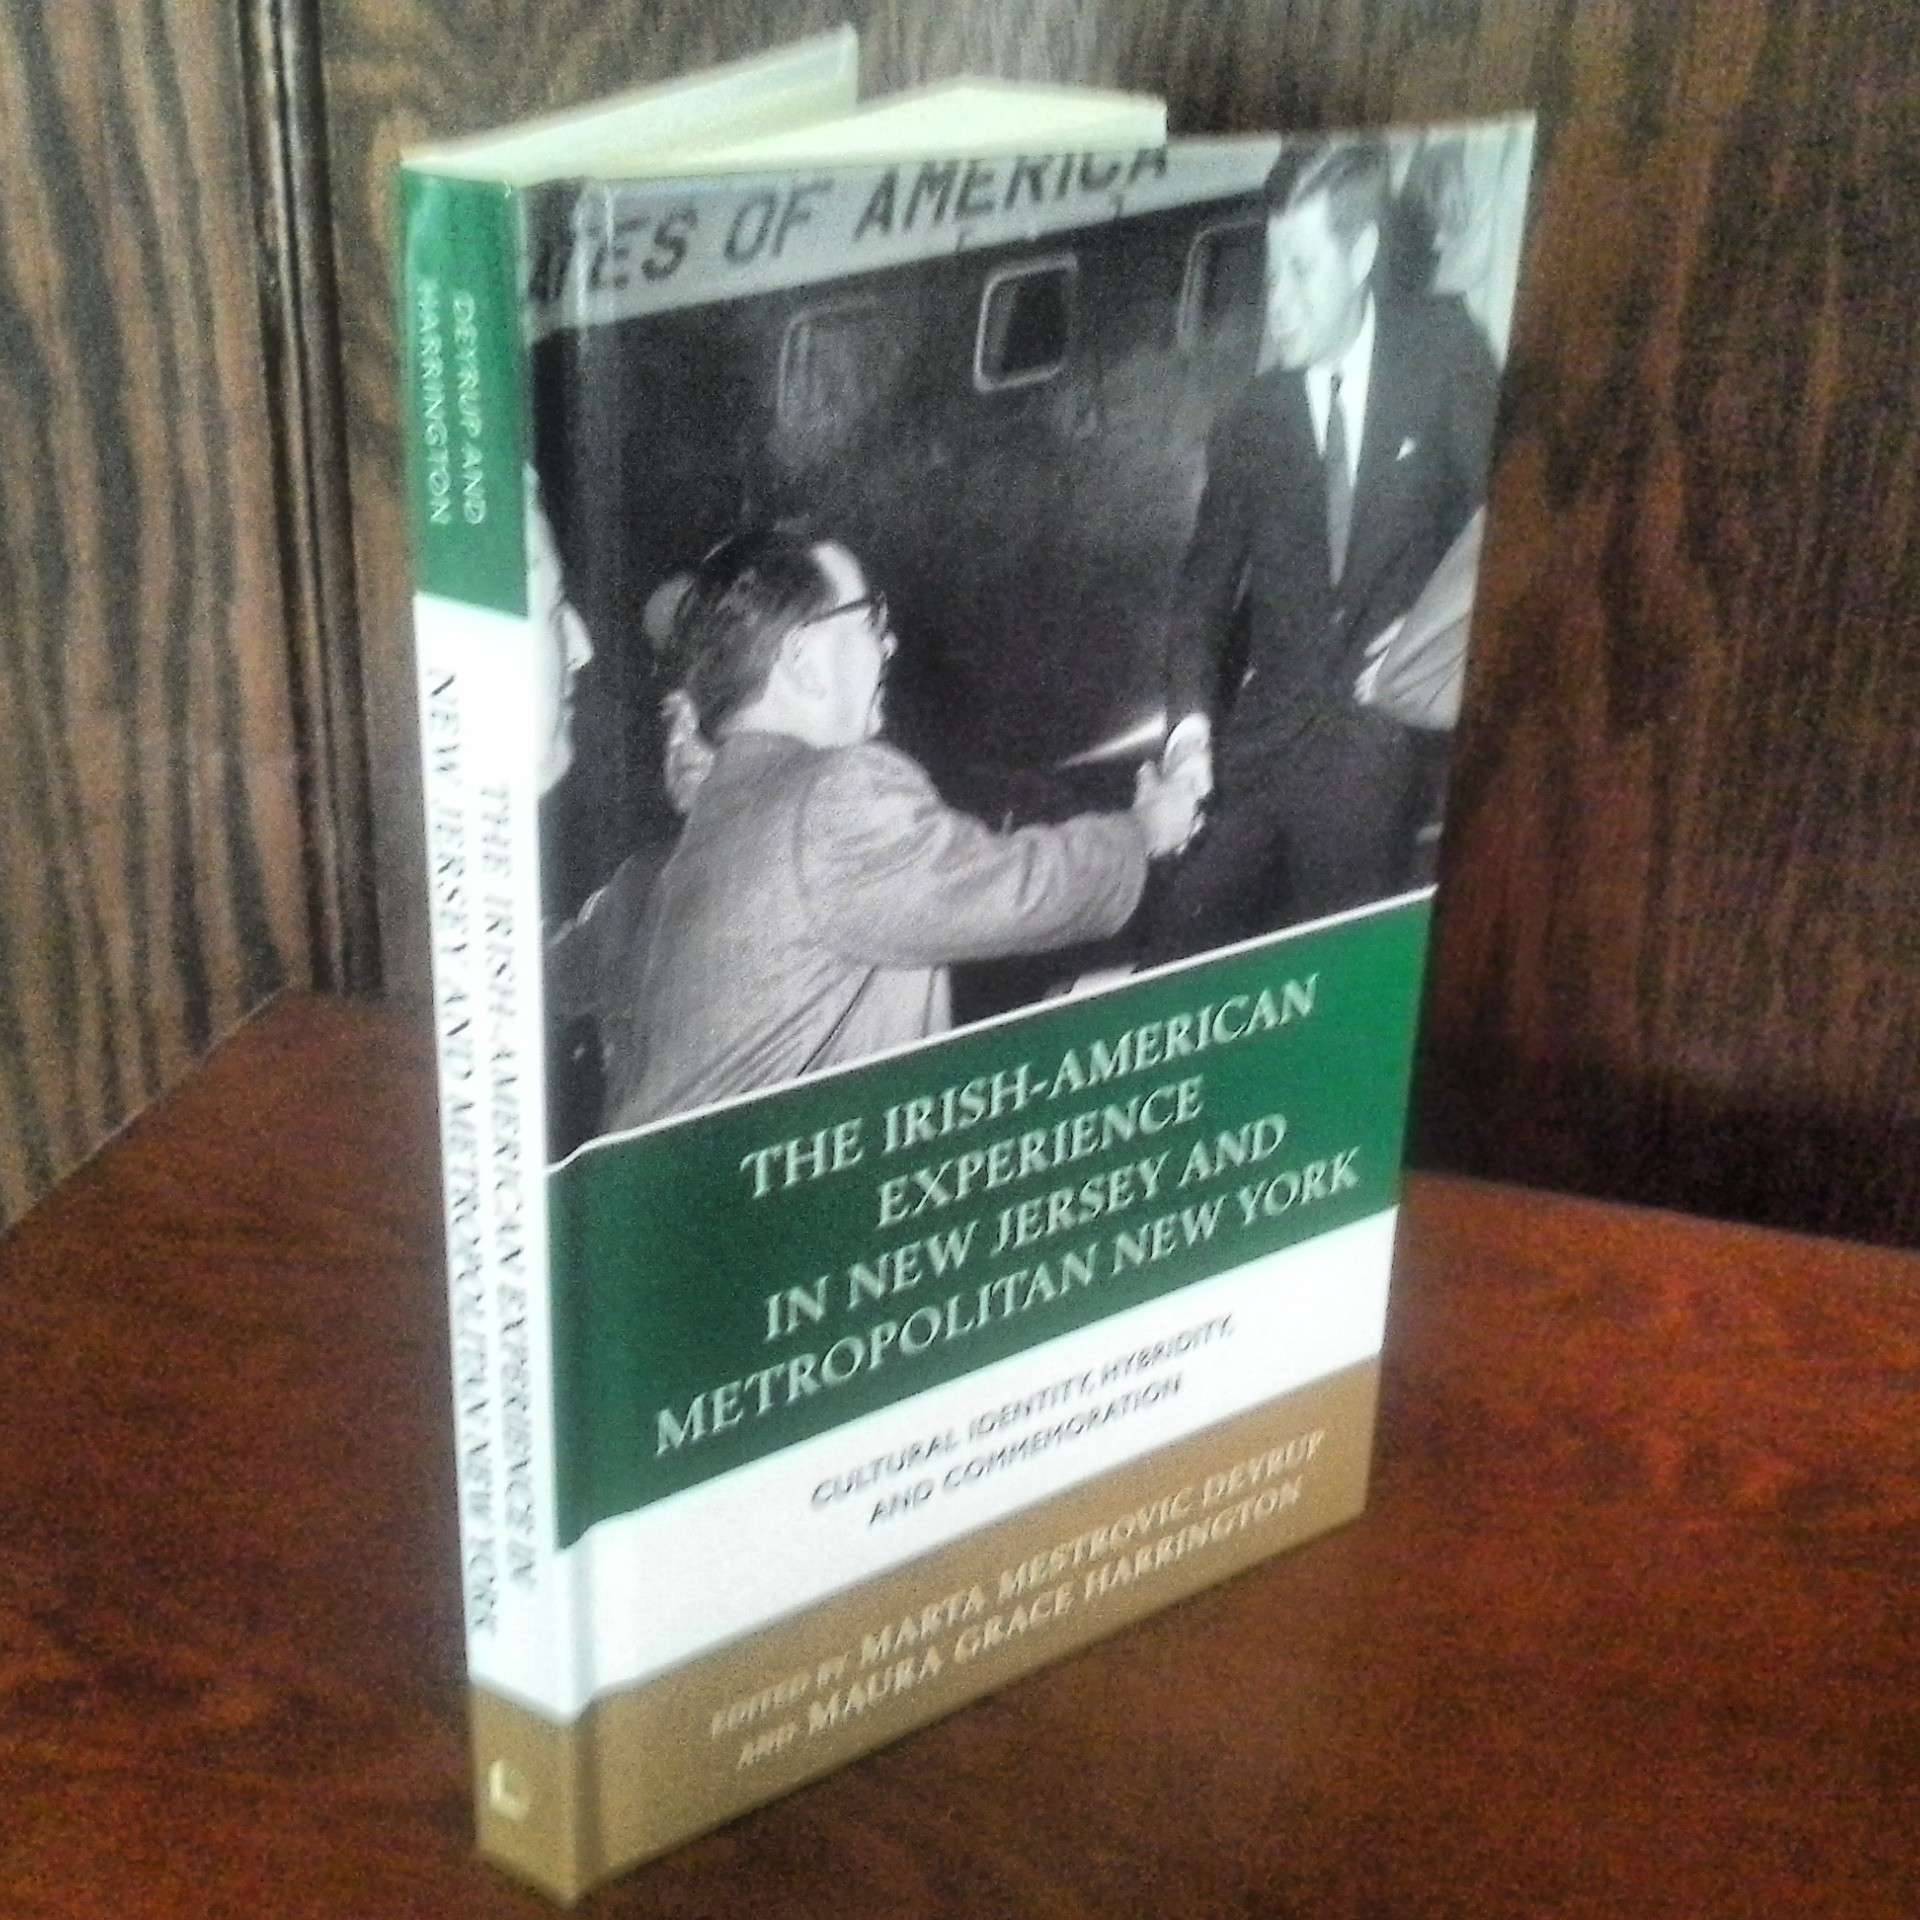 DEYRUP AND
HARRINGTON
THE IRISH-AMERICAN EXPERIENCE IN
NEW JERSEY AND METROPOLITAN NEW YORK
L
ATES OF AMERICA
THE IRISH-AMERICAN
EXPERIENCE
IN NEW JERSEY AND
METROPOLITAN NEW YORK
CULTURAL IDENTITY, HYBRIDITY,
AND COMMEMORATION
EDITED BY MARTA MESTROVIC DEYRUP
AND MAURA GRACE HARRINGTON